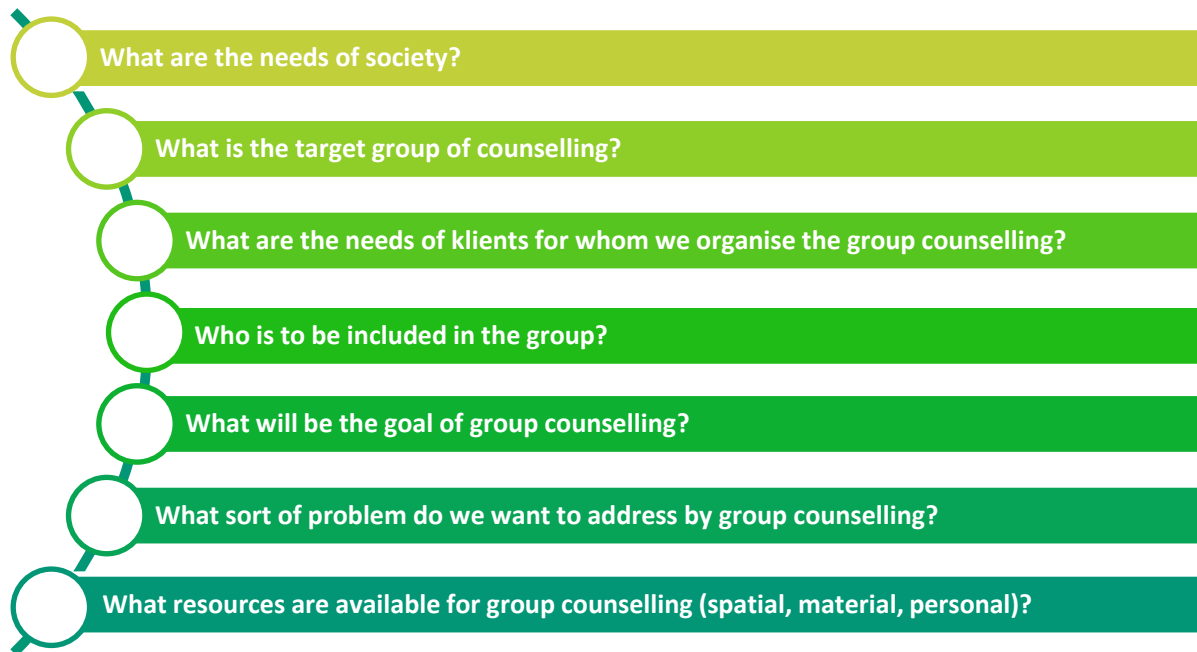 What are the needs of society?
What is the target group of counselling?
What are the needs of klients for whom we organise the group counselling?
Who is to be included in the group?
What will be the goal of group counselling?
What sort of problem do we want to address by group counselling?
What resources are available for group counselling (spatial, material, personal)?